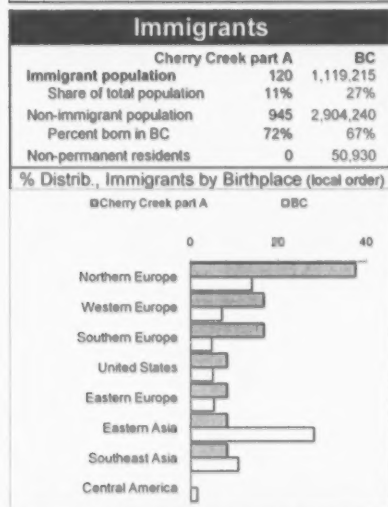 Immigrants
Cherry Creek part A BC
Immigrant population 120 1,119,215
Share of total population 11% 27%
Non-immigrant population 945 2,904,240
Percent born in BC 72% 67%
Non-permanent residents 0 50,930
% Distrib., Immigrants by Birthplace (local order)
Cherry Creek part A BC
0 20 40
Northern Europe
Western Europe
Southern Europe
United States
Eastern Europe
Eastern Asia
Southeast Asia
Central America